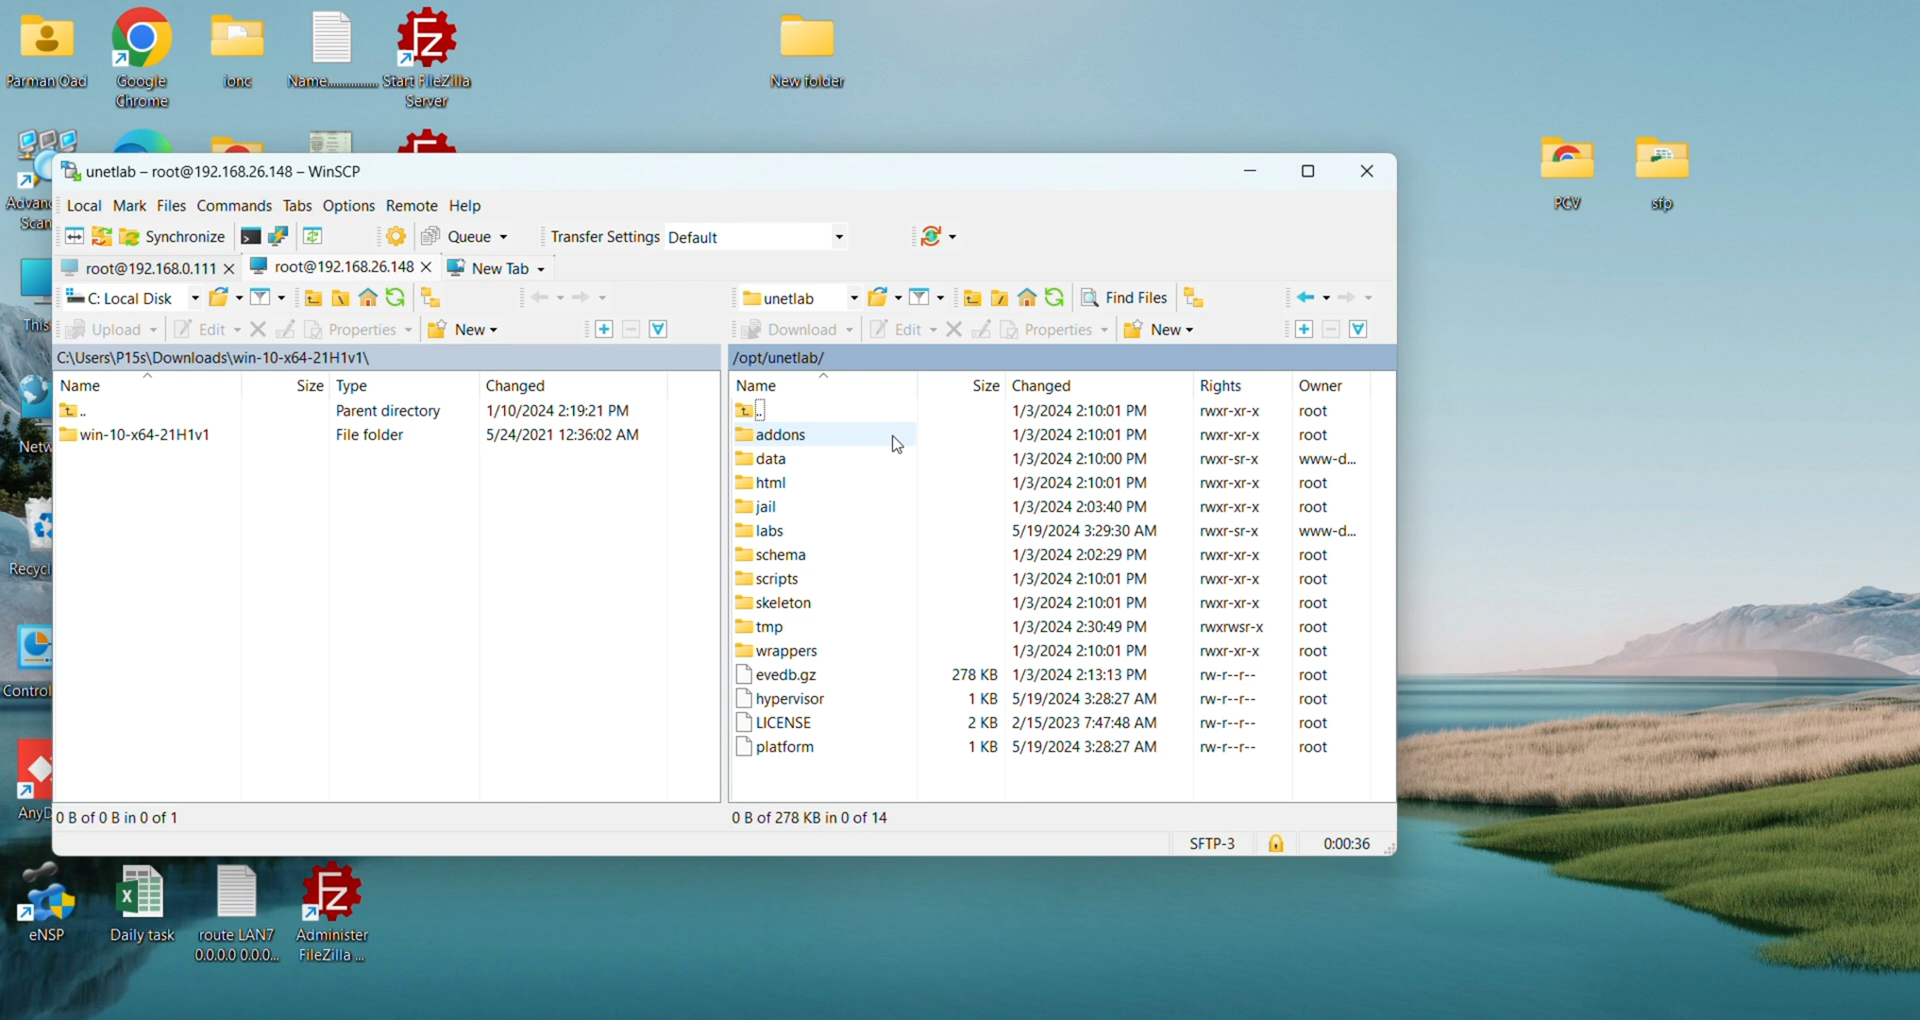 Parman Oad
Google Chrome
ionc
Name..................
Start FileZilla Server
New folder
PCV
sfp
Advanc
Scan
This
Netw
Recycl
Control
AnyD
unetlab – root@192.168.26.148 – WinSCP
Local Mark Files Commands Tabs Options Remote Help
Synchronize Queue Transfer Settings Default
root@192.168.0.111 root@192.168.26.148 New Tab
C: Local Disk
Upload Edit Properties New
unetlab Find Files
Download Edit Properties New
C:\Users\P15s\Downloads\win-10-x64-21H1v1\
Name Size Type Changed
.. Parent directory 1/10/2024 2:19:21 PM
win-10-x64-21H1v1 File folder 5/24/2021 12:36:02 AM
0 B of 0 B in 0 of 1
/opt/unetlab/
Name Size Changed Rights Owner
.. 1/3/2024 2:10:01 PM rwxr-xr-x root
addons 1/3/2024 2:10:01 PM rwxr-xr-x root
data 1/3/2024 2:10:00 PM rwxr-sr-x www-d...
html 1/3/2024 2:10:01 PM rwxr-xr-x root
jail 1/3/2024 2:03:40 PM rwxr-xr-x root
labs 5/19/2024 3:29:30 AM rwxr-sr-x www-d...
schema 1/3/2024 2:02:29 PM rwxr-xr-x root
scripts 1/3/2024 2:10:01 PM rwxr-xr-x root
skeleton 1/3/2024 2:10:01 PM rwxr-xr-x root
tmp 1/3/2024 2:30:49 PM rwxrwsr-x root
wrappers 1/3/2024 2:10:01 PM rwxr-xr-x root
evedb.gz 278 KB 1/3/2024 2:13:13 PM rw-r--r-- root
hypervisor 1 KB 5/19/2024 3:28:27 AM rw-r--r-- root
LICENSE 2 KB 2/15/2023 7:47:48 AM rw-r--r-- root
platform 1 KB 5/19/2024 3:28:27 AM rw-r--r-- root
0 B of 278 KB in 0 of 14
SFTP-3 0:00:36
eNSP
Daily task
route LAN7
0.0.0.0 0.0.0...
Administer
FileZilla ...